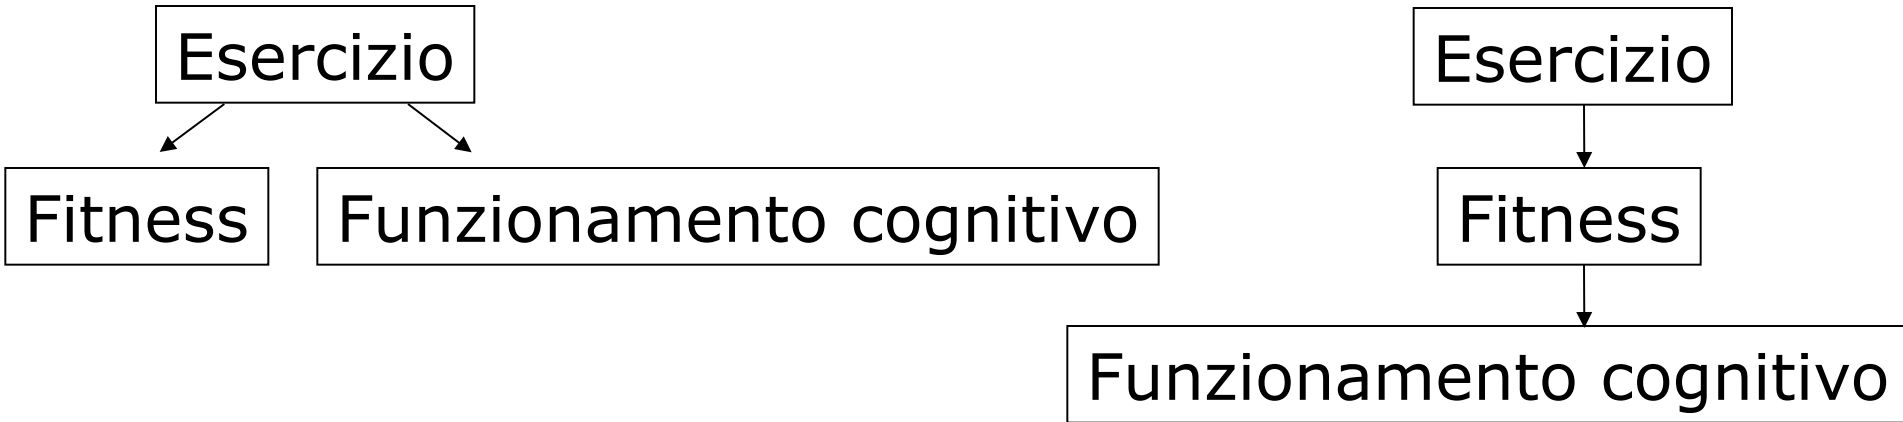 Esercizio
Fitness
Funzionamento cognitivo
Esercizio
Fitness
Funzionamento cognitivo